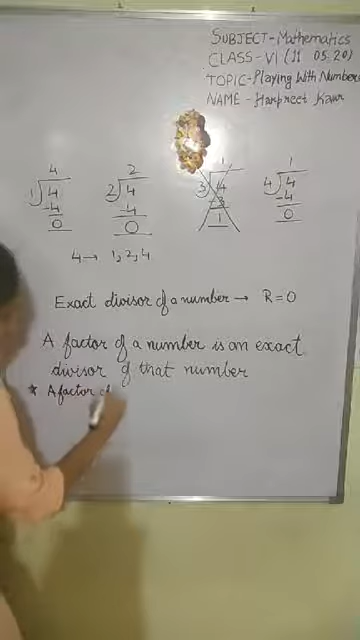 SUBJECT-Mathematics
CLASS-VI (11 05.20)
TOPIC-Playing With Numbers
NAME - Harpreet Kaur
4 2 1 1
1)4 2)4 3)4 4)4
-4 -4 -3 -4
0 0 1 0
4→ 1, 2, 4
Exact divisor of a number → R=0
A factor of a number is an exact
divisor of that number
* A factor of